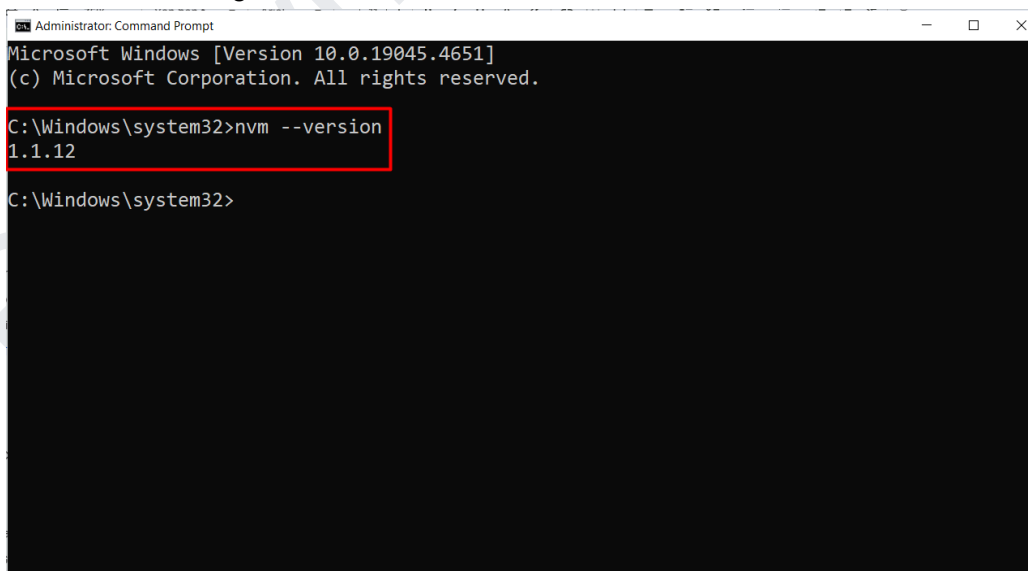 Administrator: Command Prompt
Microsoft Windows [Version 10.0.19045.4651]
(c) Microsoft Corporation. All rights reserved.
C:\Windows\system32>nvm --version
1.1.12
C:\Windows\system32>